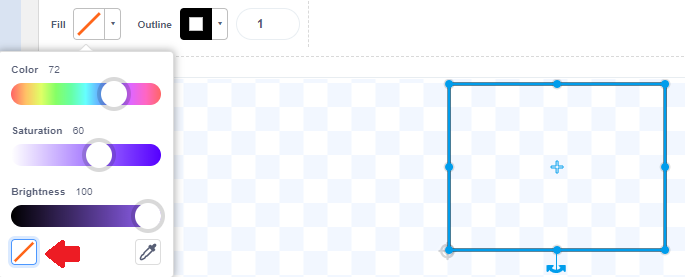 Fill Outline 1
Color 72
Saturation 60
Brightness 100